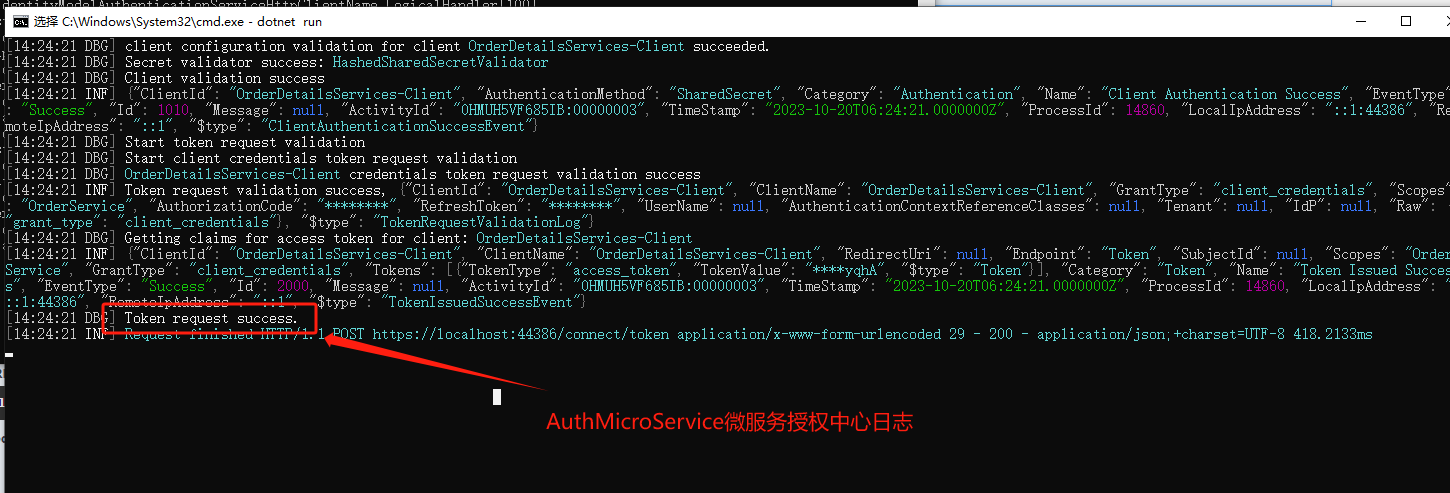 dentityModelAuthenticationServiceHttpClientName.LogicalHandler[100]
选择 C:\Windows\System32\cmd.exe - dotnet  run
[14:24:21 DBG] client configuration validation for client OrderDetailsServices-Client succeeded.
[14:24:21 DBG] Secret validator success: HashedSharedSecretValidator
[14:24:21 DBG] Client validation success
[14:24:21 INF] {"ClientId": "OrderDetailsServices-Client", "AuthenticationMethod": "SharedSecret", "Category": "Authentication", "Name": "Client Authentication Success", "EventType"
: "Success", "Id": 1010, "Message": null, "ActivityId": "0HMUH5VF685IB:00000003", "TimeStamp": "2023-10-20T06:24:21.0000000Z", "ProcessId": 14860, "LocalIpAddress": "::1:44386", "Re
moteIpAddress": "::1", "$type": "ClientAuthenticationSuccessEvent"}
[14:24:21 DBG] Start token request validation
[14:24:21 DBG] Start client credentials token request validation
[14:24:21 DBG] OrderDetailsServices-Client credentials token request validation success
[14:24:21 INF] Token request validation success, {"ClientId": "OrderDetailsServices-Client", "ClientName": "OrderDetailsServices-Client", "GrantType": "client_credentials", "Scopes"
: "OrderService", "AuthorizationCode": "********", "RefreshToken": "********", "UserName": null, "AuthenticationContextReferenceClasses": null, "Tenant": null, "IdP": null, "Raw": {
"grant_type": "client_credentials"}, "$type": "TokenRequestValidationLog"}
[14:24:21 DBG] Getting claims for access token for client: OrderDetailsServices-Client
[14:24:21 INF] {"ClientId": "OrderDetailsServices-Client", "ClientName": "OrderDetailsServices-Client", "RedirectUri": null, "Endpoint": "Token", "SubjectId": null, "Scopes": "Order
Service", "GrantType": "client_credentials", "Tokens": [{"TokenType": "access_token", "TokenValue": "****yqhA", "$type": "Token"}], "Category": "Token", "Name": "Token Issued Succes
s", "EventType": "Success", "Id": 2000, "Message": null, "ActivityId": "0HMUH5VF685IB:00000003", "TimeStamp": "2023-10-20T06:24:21.0000000Z", "ProcessId": 14860, "LocalIpAddress": "
::1:44386", "RemoteIpAddress": "::1", "$type": "TokenIssuedSuccessEvent"}
[14:24:21 DBG] Token request success.
[14:24:21 INF] Request finished HTTP/1.1 POST https://localhost:44386/connect/token application/x-www-form-urlencoded 29 - 200 - application/json;+charset=UTF-8 418.2133ms
AuthMicroService微服务授权中心日志